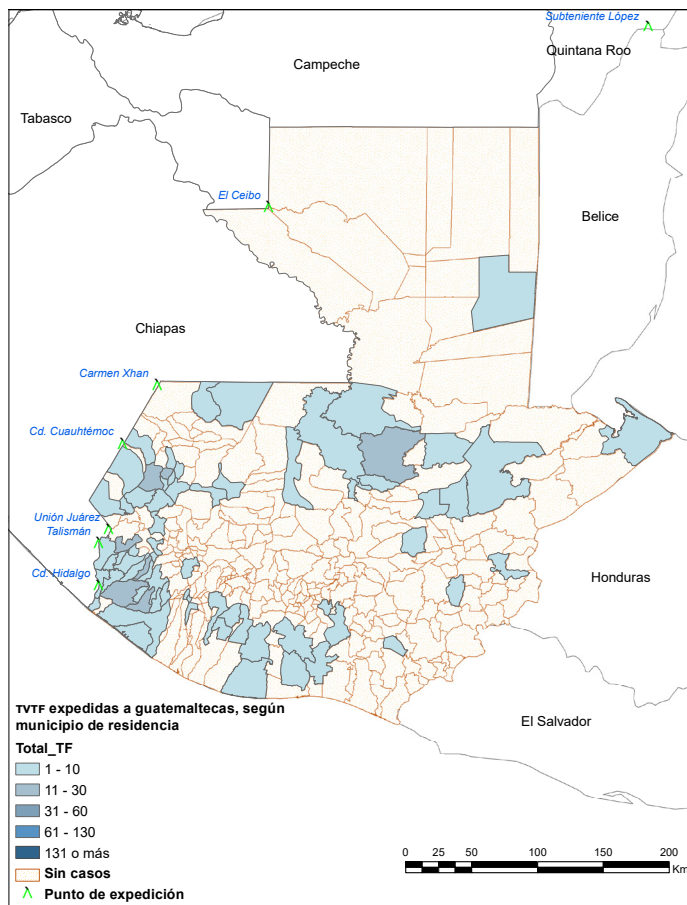 Subteniente López
Quintana Roo
Campeche
Tabasco
El Ceibo
Belice
Chiapas
Carmen Xhan
Cd. Cuauhtémoc
Unión Juárez
Talismán
Cd. Hidalgo
Honduras
El Salvador
TVTF expedidas a guatemaltecas, según
municipio de residencia
Total_TF
1 - 10
11 - 30
31 - 60
61 - 130
131 o más
Sin casos
Punto de expedición
0 25 50 100 150 200
Km